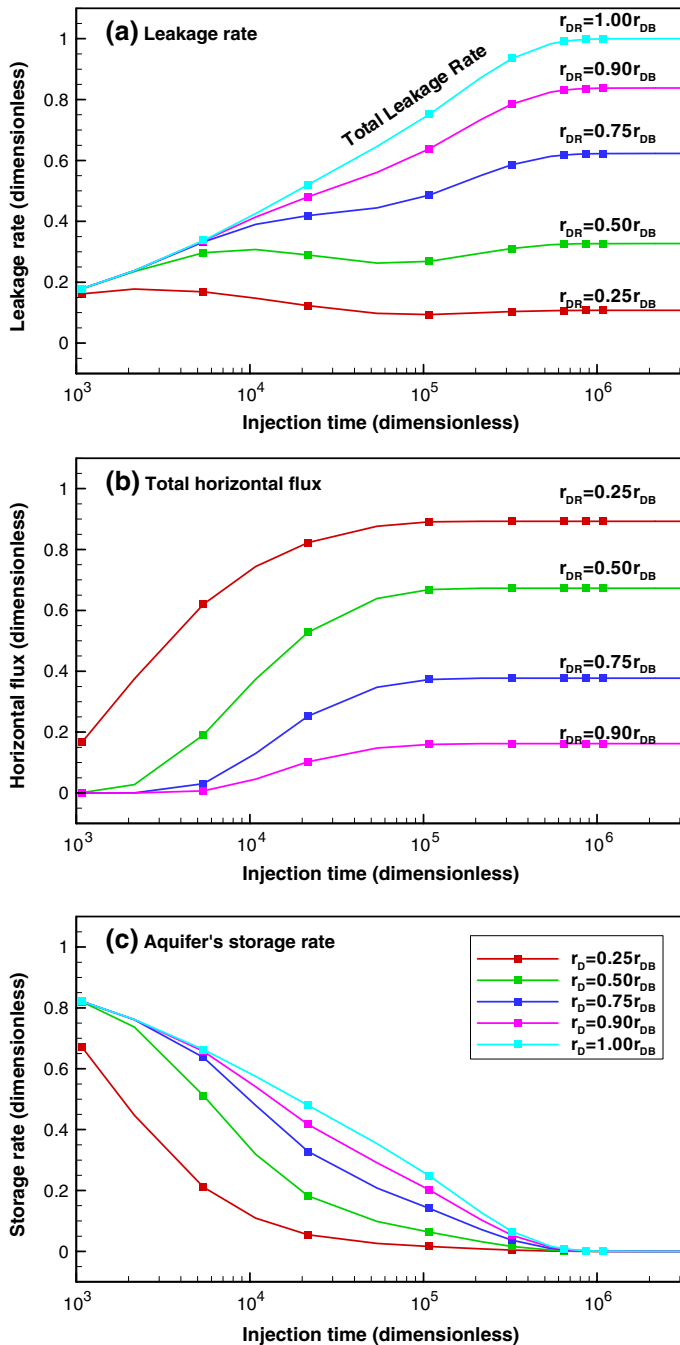 (a) Leakage rate
Total Leakage Rate
r_DR=1.00r_DB
r_DR=0.90r_DB
r_DR=0.75r_DB
r_DR=0.50r_DB
r_DR=0.25r_DB
Leakage rate (dimensionless)
1
0.8
0.6
0.4
0.2
0
10^3
10^4
10^5
10^6
Injection time (dimensionless)
(b) Total horizontal flux
r_DR=0.25r_DB
r_DR=0.50r_DB
r_DR=0.75r_DB
r_DR=0.90r_DB
Horizontal flux (dimensionless)
1
0.8
0.6
0.4
0.2
0
10^3
10^4
10^5
10^6
Injection time (dimensionless)
(c) Aquifer's storage rate
r_D=0.25r_DB
r_D=0.50r_DB
r_D=0.75r_DB
r_D=0.90r_DB
r_D=1.00r_DB
Storage rate (dimensionless)
1
0.8
0.6
0.4
0.2
0
10^3
10^4
10^5
10^6
Injection time (dimensionless)